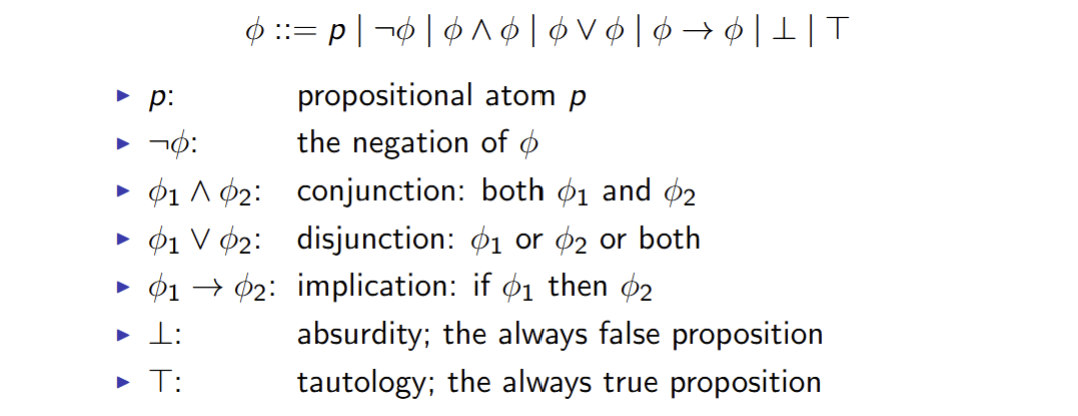 ϕ ::= p | ¬ϕ | ϕ ∧ ϕ | ϕ ∨ ϕ | ϕ → ϕ | ⊥ | ⊤
▶ p: propositional atom p
▶ ¬ϕ: the negation of ϕ
▶ ϕ₁ ∧ ϕ₂: conjunction: both ϕ₁ and ϕ₂
▶ ϕ₁ ∨ ϕ₂: disjunction: ϕ₁ or ϕ₂ or both
▶ ϕ₁ → ϕ₂: implication: if ϕ₁ then ϕ₂
▶ ⊥: absurdity; the always false proposition
▶ ⊤: tautology; the always true proposition